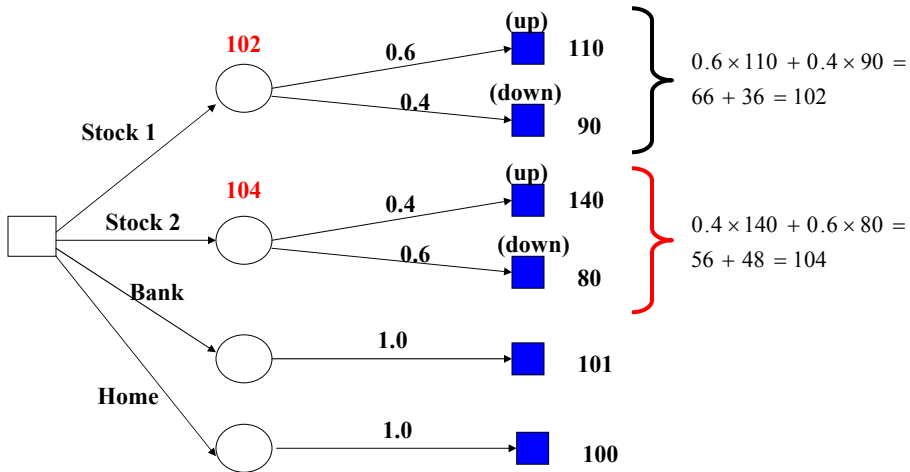 (up)
102
0.6
110
0.6 × 110 + 0.4 × 90 =
66 + 36 = 102
0.4
(down)
90
Stock 1
(up)
104
0.4
140
Stock 2
0.4 × 140 + 0.6 × 80 =
56 + 48 = 104
0.6
(down)
80
Bank
1.0
101
Home
1.0
100